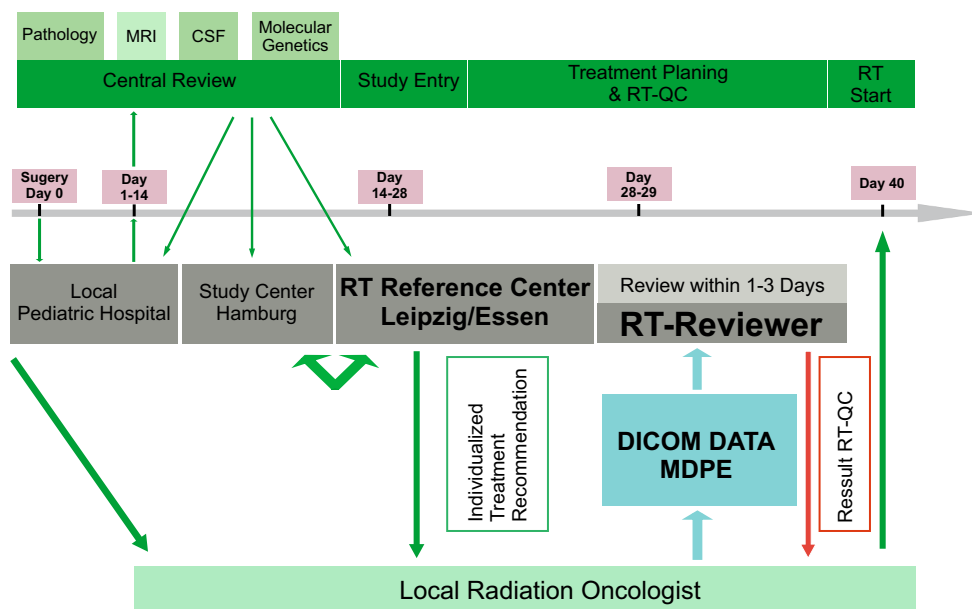 Pathology
MRI
CSF
Molecular
Genetics
Central Review
Study Entry
Treatment Planing
& RT-QC
RT
Start
Sugery
Day 0
Day
1-14
Day
14-28
Day
28-29
Day 40
Local
Pediatric Hospital
Study Center
Hamburg
RT Reference Center
Leipzig/Essen
Review within 1-3 Days
RT-Reviewer
Individualized
Treatment
Recommendation
DICOM DATA
MDPE
Ressult RT-QC
Local Radiation Oncologist